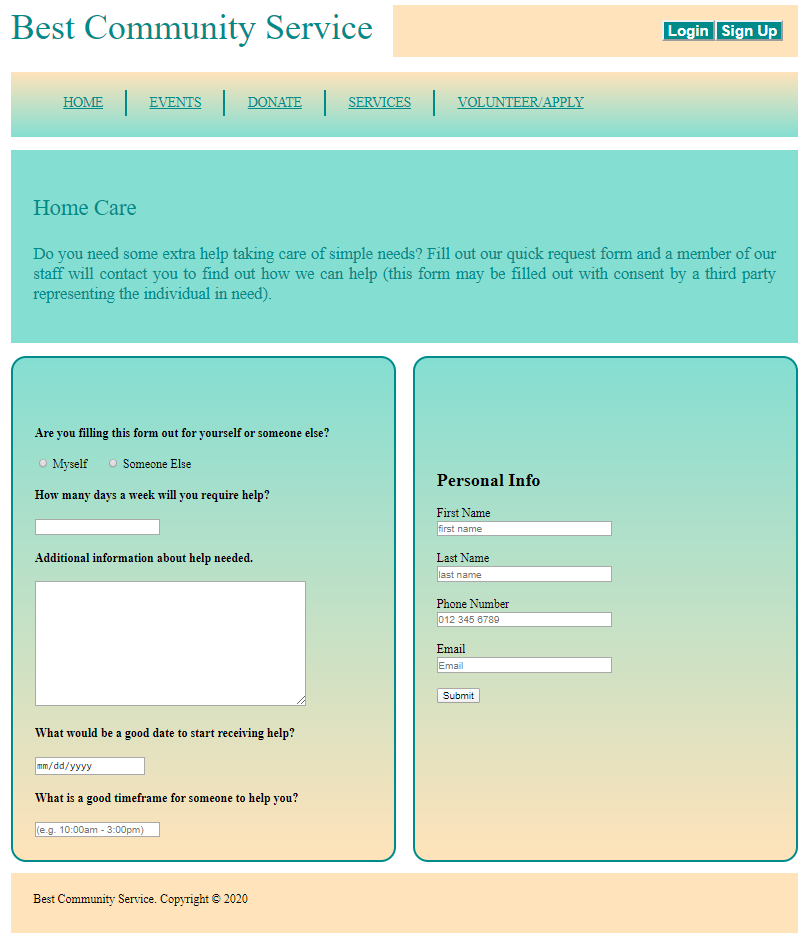 Best Community Service
Login Sign Up
HOME EVENTS DONATE SERVICES VOLUNTEER/APPLY
Home Care
Do you need some extra help taking care of simple needs? Fill out our quick request form and a member of our
staff will contact you to find out how we can help (this form may be filled out with consent by a third party
representing the individual in need).
Are you filling this form out for yourself or someone else?
Myself Someone Else
How many days a week will you require help?
Additional information about help needed.
What would be a good date to start receiving help?
mm/dd/yyyy
What is a good timeframe for someone to help you?
(e.g. 10:00am - 3:00pm)
Personal Info
First Name
first name
Last Name
last name
Phone Number
012 345 6789
Email
Email
Submit
Best Community Service. Copyright © 2020